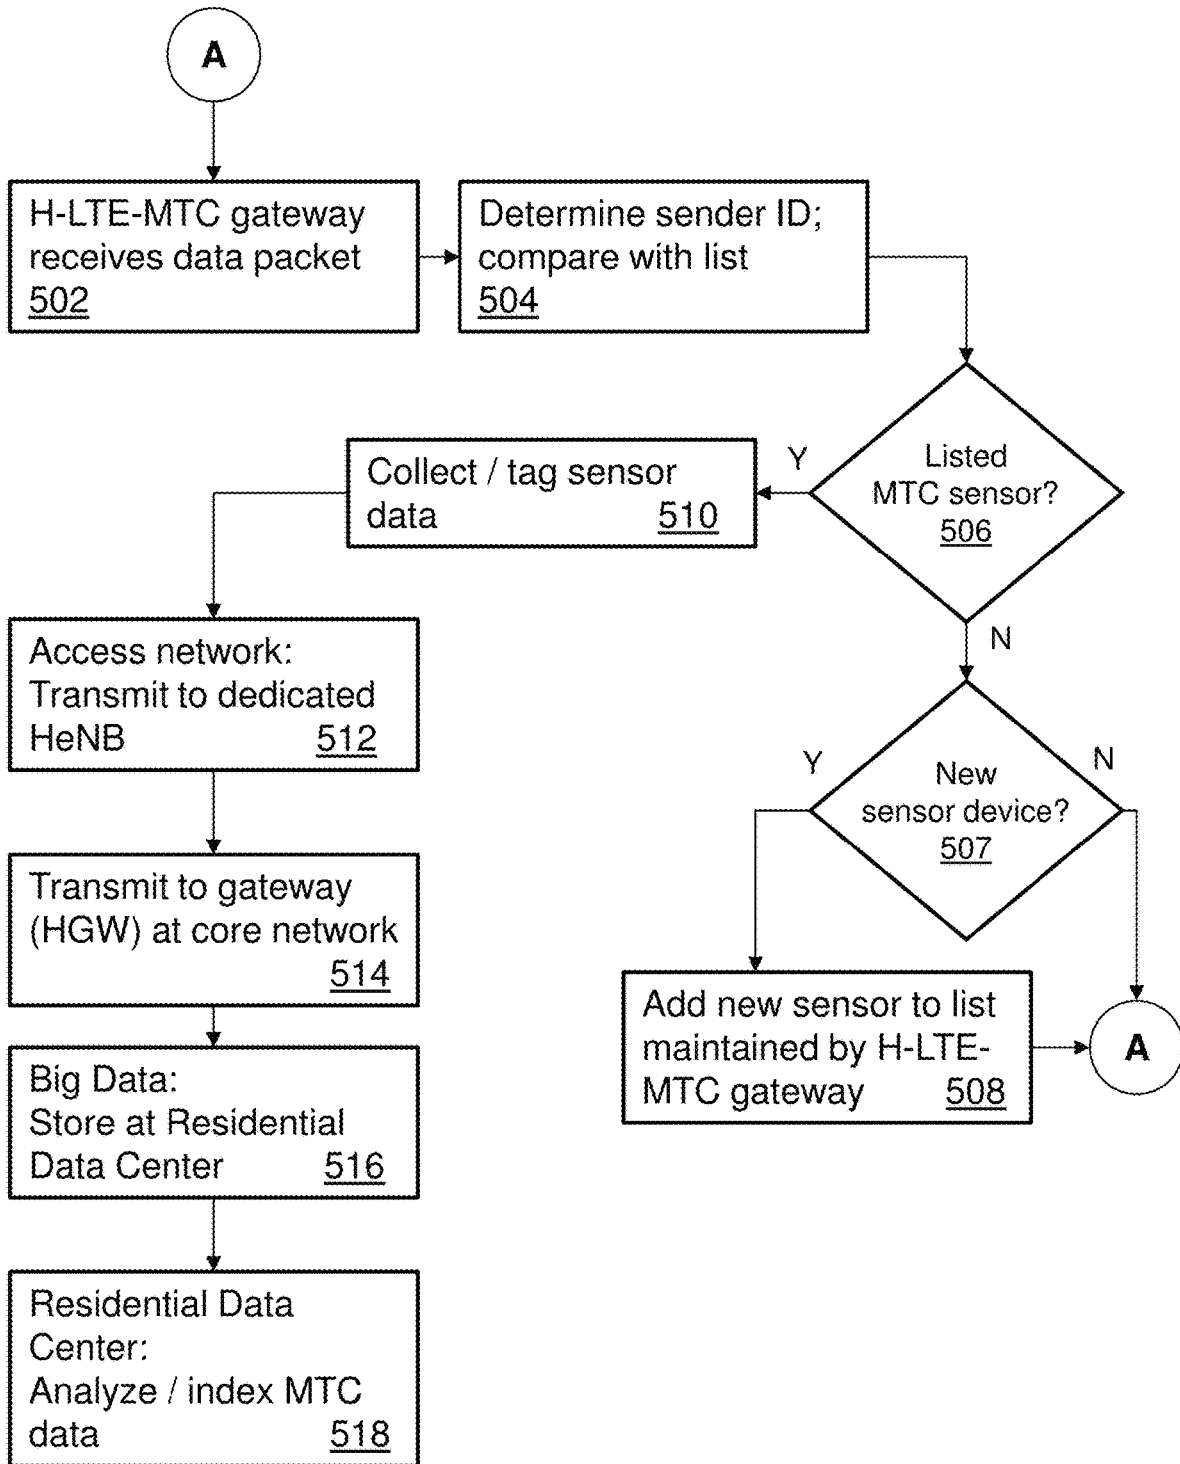 A
H-LTE-MTC gateway
receives data packet
502
Determine sender ID;
compare with list
504
Listed
MTC sensor?
506
Y
N
Collect / tag sensor
data 510
Access network:
Transmit to dedicated
HeNB 512
New
sensor device?
507
Y
N
Transmit to gateway
(HGW) at core network
514
Add new sensor to list
maintained by H-LTE-
MTC gateway 508
A
Big Data:
Store at Residential
Data Center 516
Residential Data
Center:
Analyze / index MTC
data 518